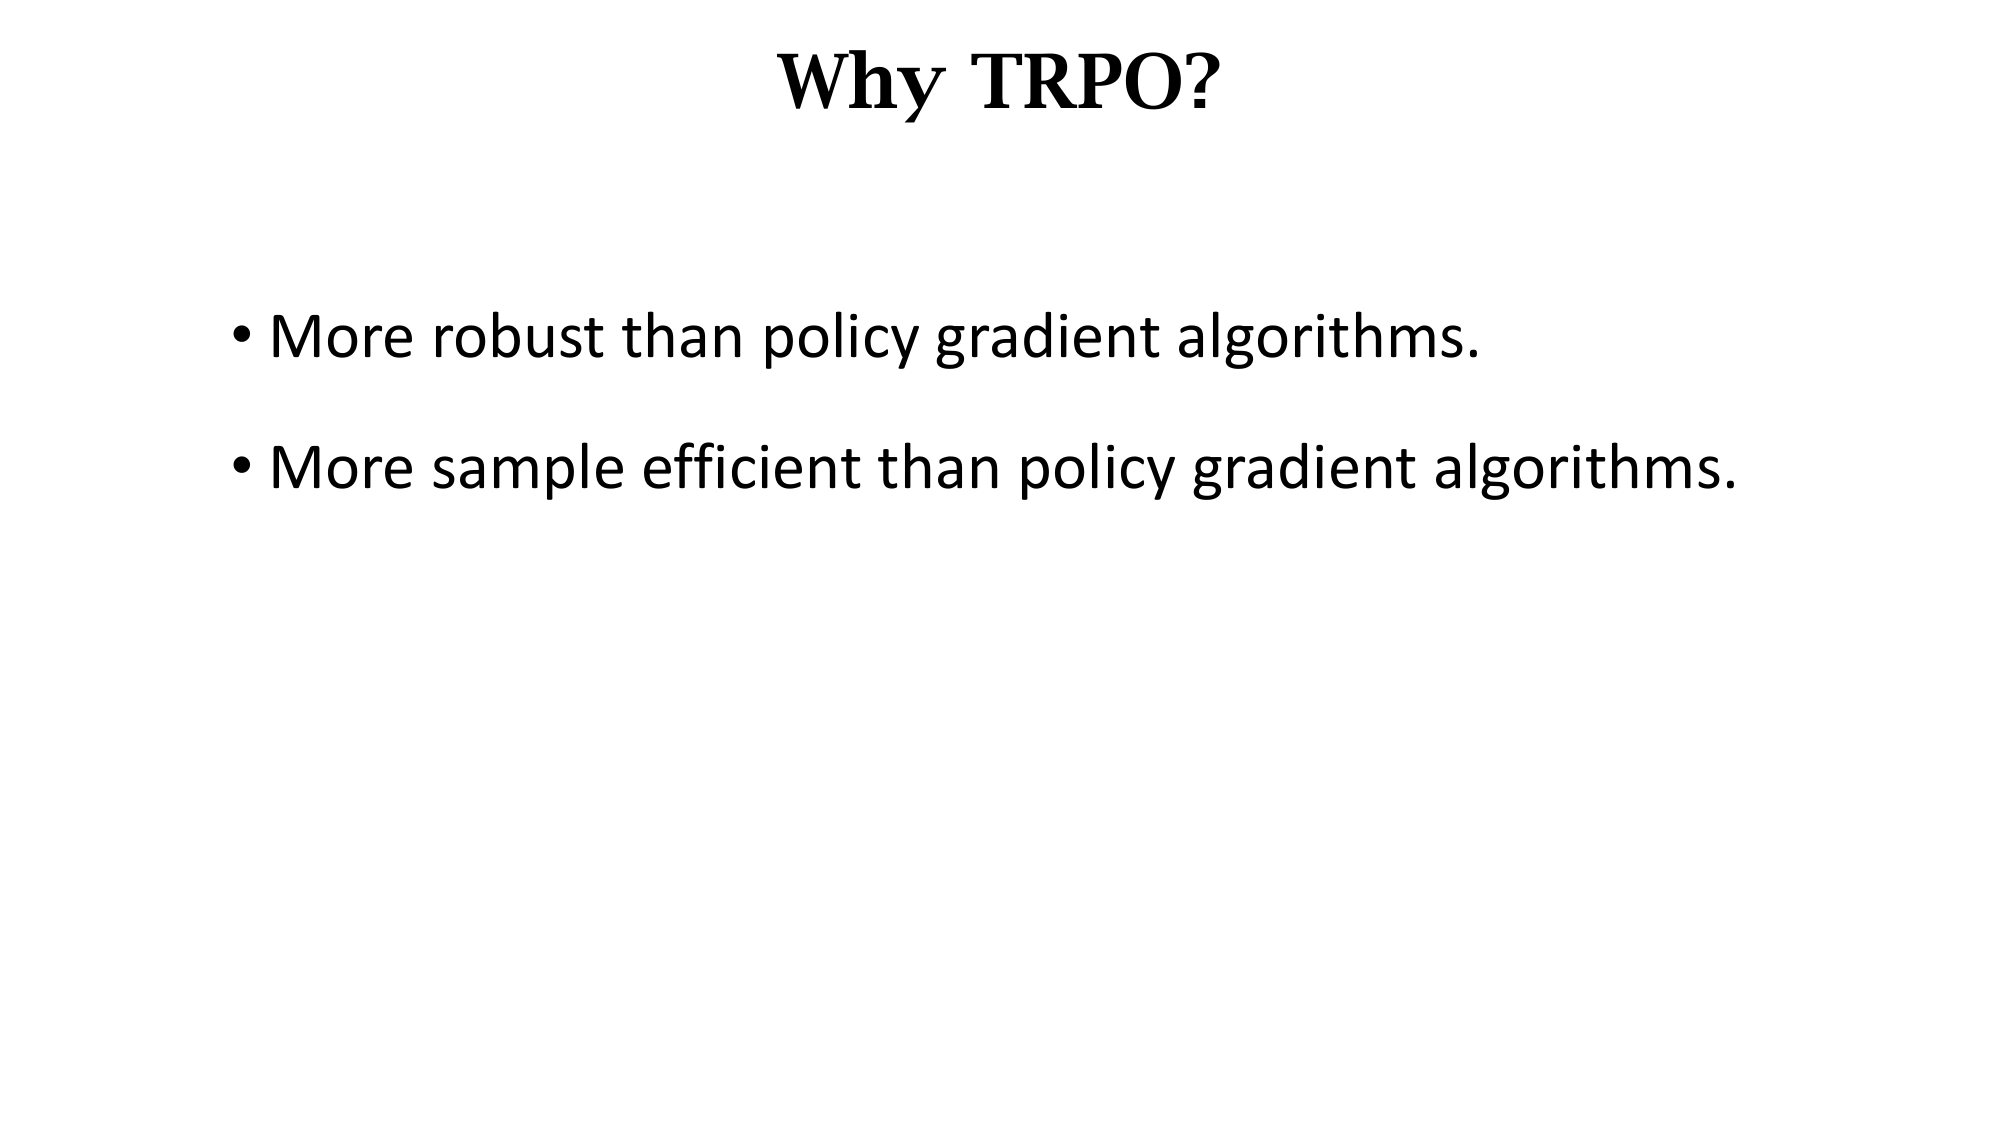 Why TRPO?
• More robust than policy gradient algorithms.
• More sample efficient than policy gradient algorithms.